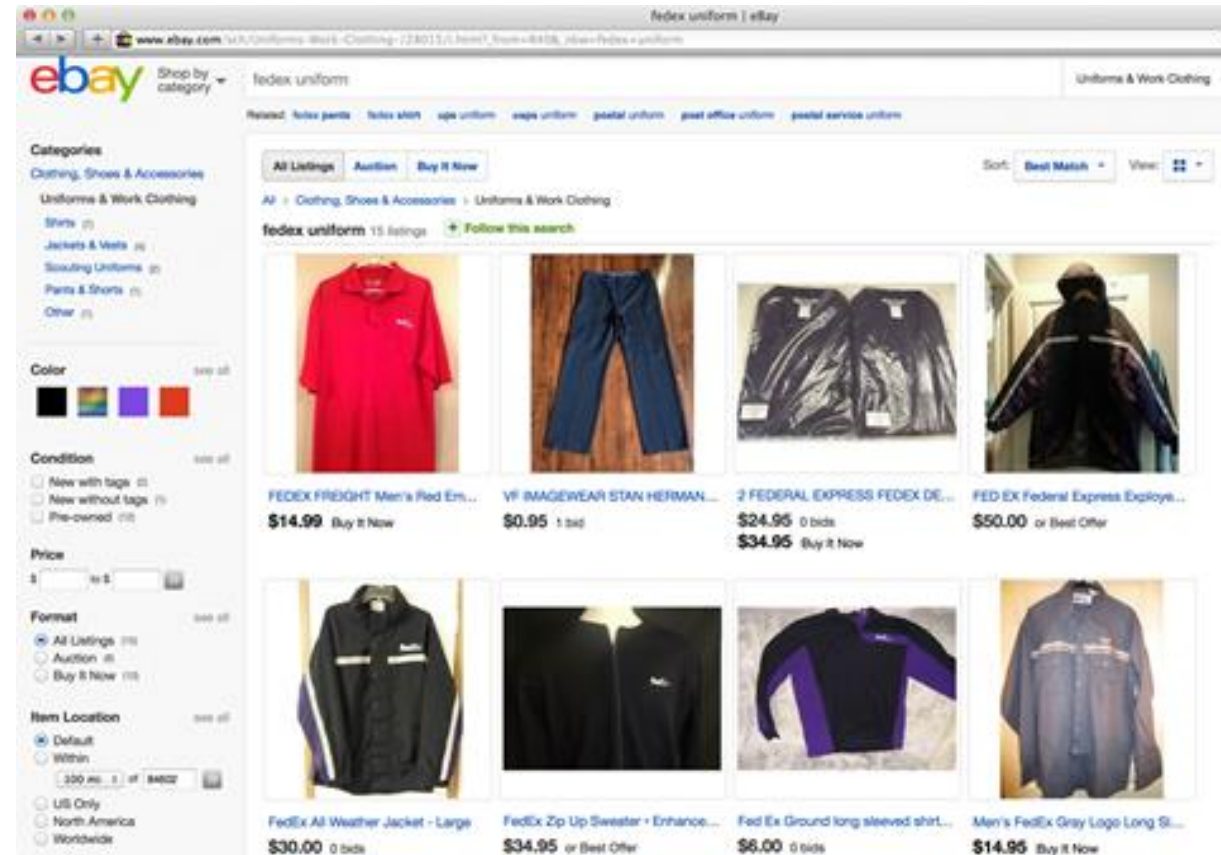 fedex uniform | eBay
www.ebay.com
ebay Shop by category
fedex uniform
Uniforms & Work Clothing
Related: fedex pants fedex shirt ups uniform usps uniform postal uniform post office uniform postal service uniform
Categories
Clothing, Shoes & Accessories
Uniforms & Work Clothing
Shirts
Jackets & Vests
Scouting Uniforms
Pants & Shorts
Other
Color see all
Condition see all
New with tags
New without tags
Pre-owned
Price
$ to $
Format see all
All Listings
Auction
Buy It Now
Item Location see all
Default
Within
100 mi. of 84602
US Only
North America
Worldwide
All Listings Auction Buy It Now
Sort: Best Match View:
All > Clothing, Shoes & Accessories > Uniforms & Work Clothing
fedex uniform 15 listings + Follow this search
FEDEX FREIGHT Men's Red Em...
$14.99 Buy It Now
VF IMAGEWEAR STAN HERMAN...
$0.95 1 bid
2 FEDERAL EXPRESS FEDEX DE...
$24.95 0 bids
$34.95 Buy It Now
FED EX Federal Express Exploye...
$50.00 or Best Offer
FedEx All Weather Jacket - Large
$30.00 0 bids
FedEx Zip Up Sweater • Enhance...
$34.95 or Best Offer
Fed Ex Ground long sleeved shirt...
$6.00 0 bids
Men's FedEx Gray Logo Long Sl...
$14.95 Buy It Now